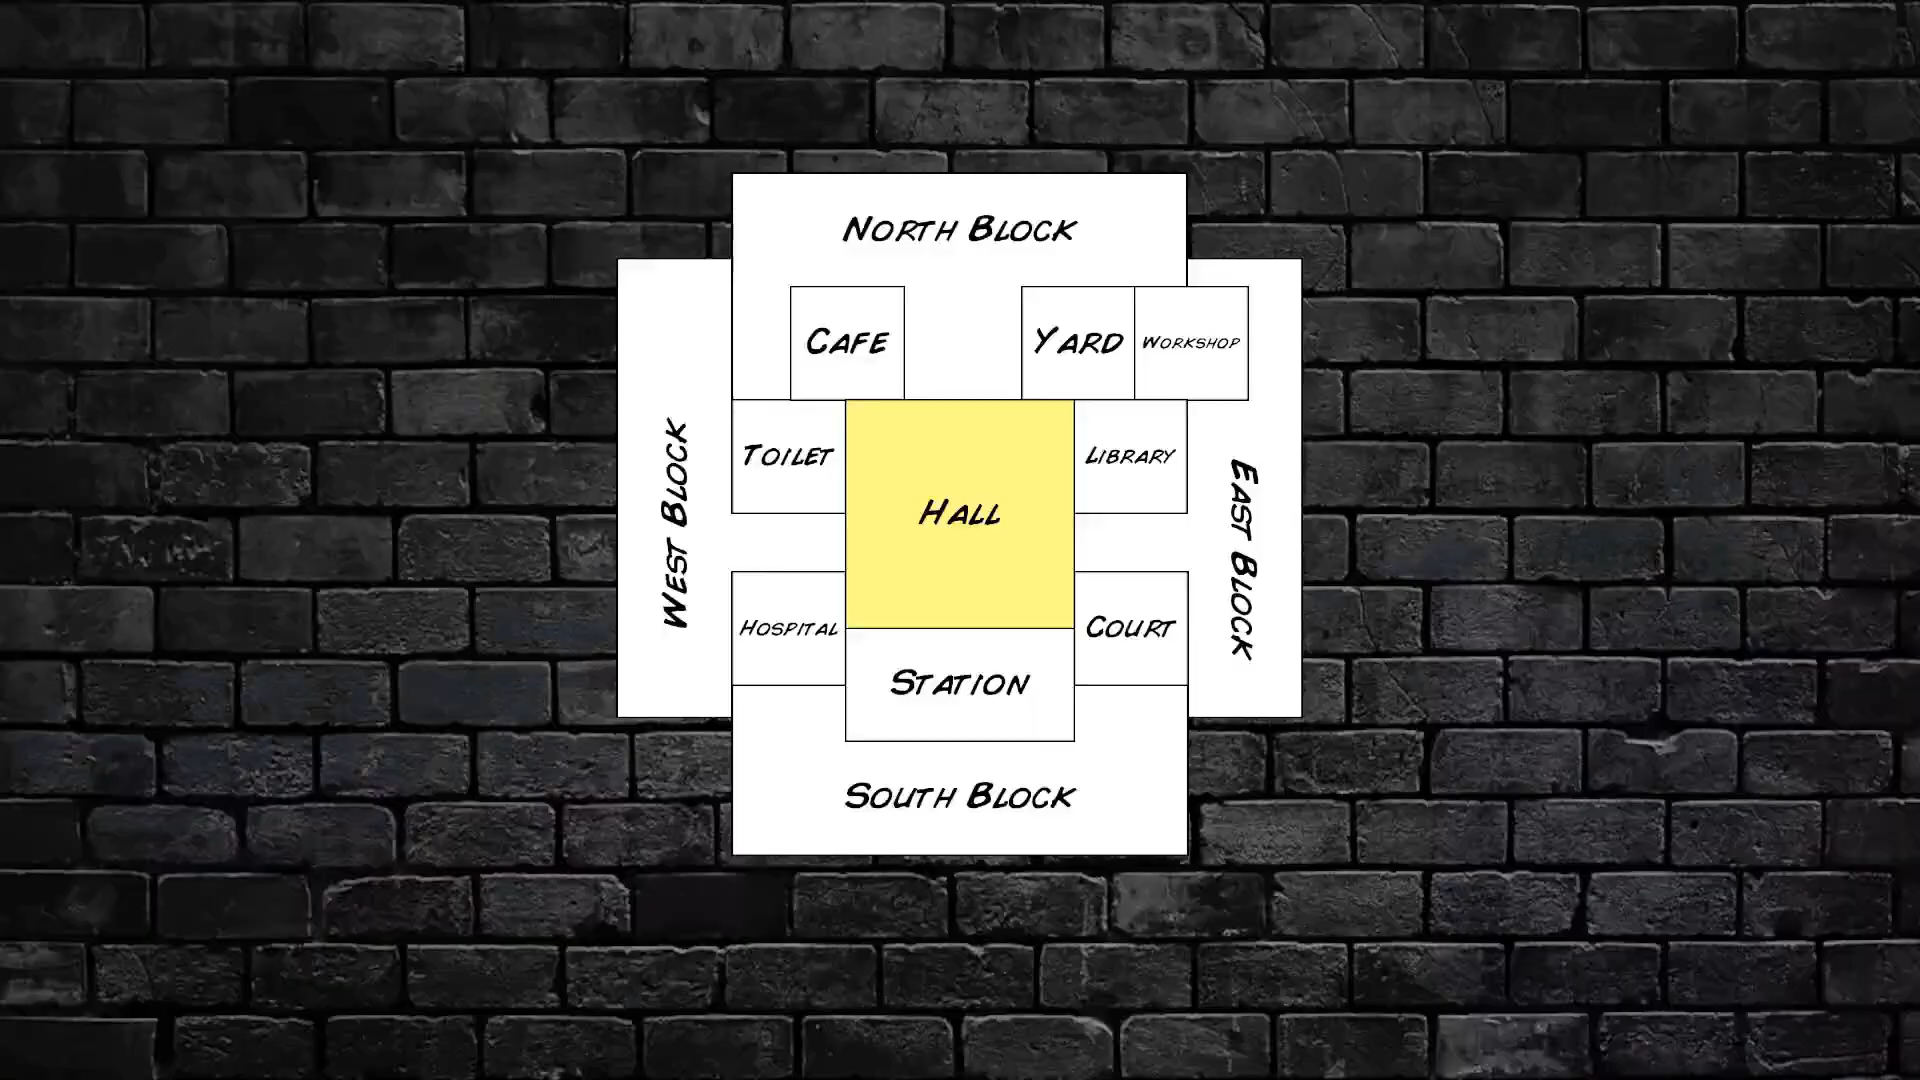 North Block
Cafe
Yard
Workshop
Toilet
Library
Hall
West Block
East Block
Hospital
Court
Station
South Block